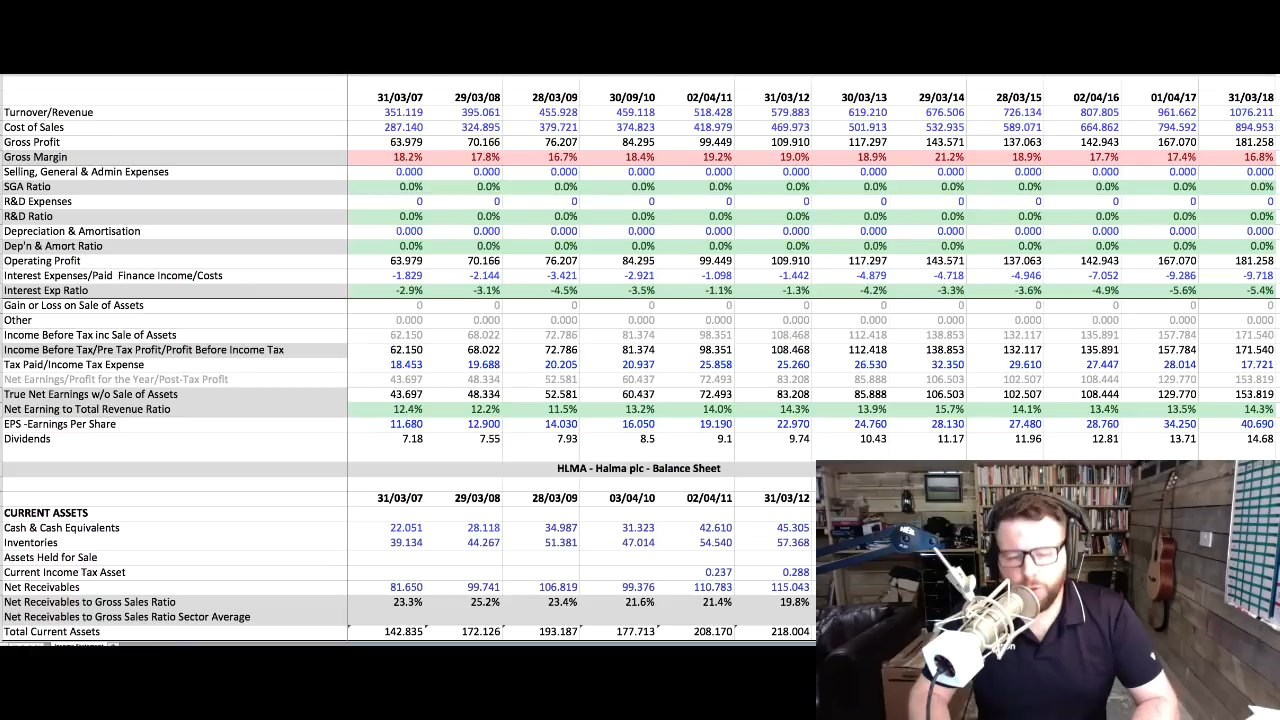 31/03/07 29/03/08 28/03/09 30/09/10 02/04/11 31/03/12 30/03/13 29/03/14 28/03/15 02/04/16 01/04/17 31/03/18
Turnover/Revenue 351.119 395.061 455.928 459.118 518.428 579.883 619.210 676.506 726.134 807.805 961.662 1076.211
Cost of Sales 287.140 324.895 379.721 374.823 418.979 469.973 501.913 532.935 589.071 664.862 794.592 894.953
Gross Profit 63.979 70.166 76.207 84.295 99.449 109.910 117.297 143.571 137.063 142.943 167.070 181.258
Gross Margin 18.2% 17.8% 16.7% 18.4% 19.2% 19.0% 18.9% 21.2% 18.9% 17.7% 17.4% 16.8%
Selling, General & Admin Expenses 0.000 0.000 0.000 0.000 0.000 0.000 0.000 0.000 0.000 0.000 0.000 0.000
SGA Ratio 0.0% 0.0% 0.0% 0.0% 0.0% 0.0% 0.0% 0.0% 0.0% 0.0% 0.0% 0.0%
R&D Expenses 0 0 0 0 0 0 0 0 0 0 0 0
R&D Ratio 0.0% 0.0% 0.0% 0.0% 0.0% 0.0% 0.0% 0.0% 0.0% 0.0% 0.0% 0.0%
Depreciation & Amortisation 0.000 0.000 0.000 0.000 0.000 0.000 0.000 0.000 0.000 0.000 0.000 0.000
Dep'n & Amort Ratio 0.0% 0.0% 0.0% 0.0% 0.0% 0.0% 0.0% 0.0% 0.0% 0.0% 0.0% 0.0%
Operating Profit 63.979 70.166 76.207 84.295 99.449 109.910 117.297 143.571 137.063 142.943 167.070 181.258
Interest Expenses/Paid Finance Income/Costs -1.829 -2.144 -3.421 -2.921 -1.098 -1.442 -4.879 -4.718 -4.946 -7.052 -9.286 -9.718
Interest Exp Ratio -2.9% -3.1% -4.5% -3.5% -1.1% -1.3% -4.2% -3.3% -3.6% -4.9% -5.6% -5.4%
Gain or Loss on Sale of Assets 0 0 0 0 0 0 0 0 0 0 0 0
Other 0.000 0.000 0.000 0.000 0.000 0.000 0.000 0.000 0.000 0.000 0.000 0.000
Income Before Tax inc Sale of Assets 62.150 68.022 72.786 81.374 98.351 108.468 112.418 138.853 132.117 135.891 157.784 171.540
Income Before Tax/Pre Tax Profit/Profit Before Income Tax 62.150 68.022 72.786 81.374 98.351 108.468 112.418 138.853 132.117 135.891 157.784 171.540
Tax Paid/Income Tax Expense 18.453 19.688 20.205 20.937 25.858 25.260 26.530 32.350 29.610 27.447 28.014 17.721
Net Earnings/Profit for the Year/Post-Tax Profit 43.697 48.334 52.581 60.437 72.493 83.208 85.888 106.503 102.507 108.444 129.770 153.819
True Net Earnings w/o Sale of Assets 43.697 48.334 52.581 60.437 72.493 83.208 85.888 106.503 102.507 108.444 129.770 153.819
Net Earning to Total Revenue Ratio 12.4% 12.2% 11.5% 13.2% 14.0% 14.3% 13.9% 15.7% 14.1% 13.4% 13.5% 14.3%
EPS -Earnings Per Share 11.680 12.900 14.030 16.050 19.190 22.970 24.760 28.130 27.480 28.760 34.250 40.690
Dividends 7.18 7.55 7.93 8.5 9.1 9.74 10.43 11.17 11.96 12.81 13.71 14.68
HLMA - Halma plc - Balance Sheet
31/03/07 29/03/08 28/03/09 03/04/10 02/04/11 31/03/12
CURRENT ASSETS
Cash & Cash Equivalents 22.051 28.118 34.987 31.323 42.610 45.305
Inventories 39.134 44.267 51.381 47.014 54.540 57.368
Assets Held for Sale
Current Income Tax Asset 0.237 0.288
Net Receivables 81.650 99.741 106.819 99.376 110.783 115.043
Net Receivables to Gross Sales Ratio 23.3% 25.2% 23.4% 21.6% 21.4% 19.8%
Net Receivables to Gross Sales Ratio Sector Average
Total Current Assets 142.835 172.126 193.187 177.713 208.170 218.004